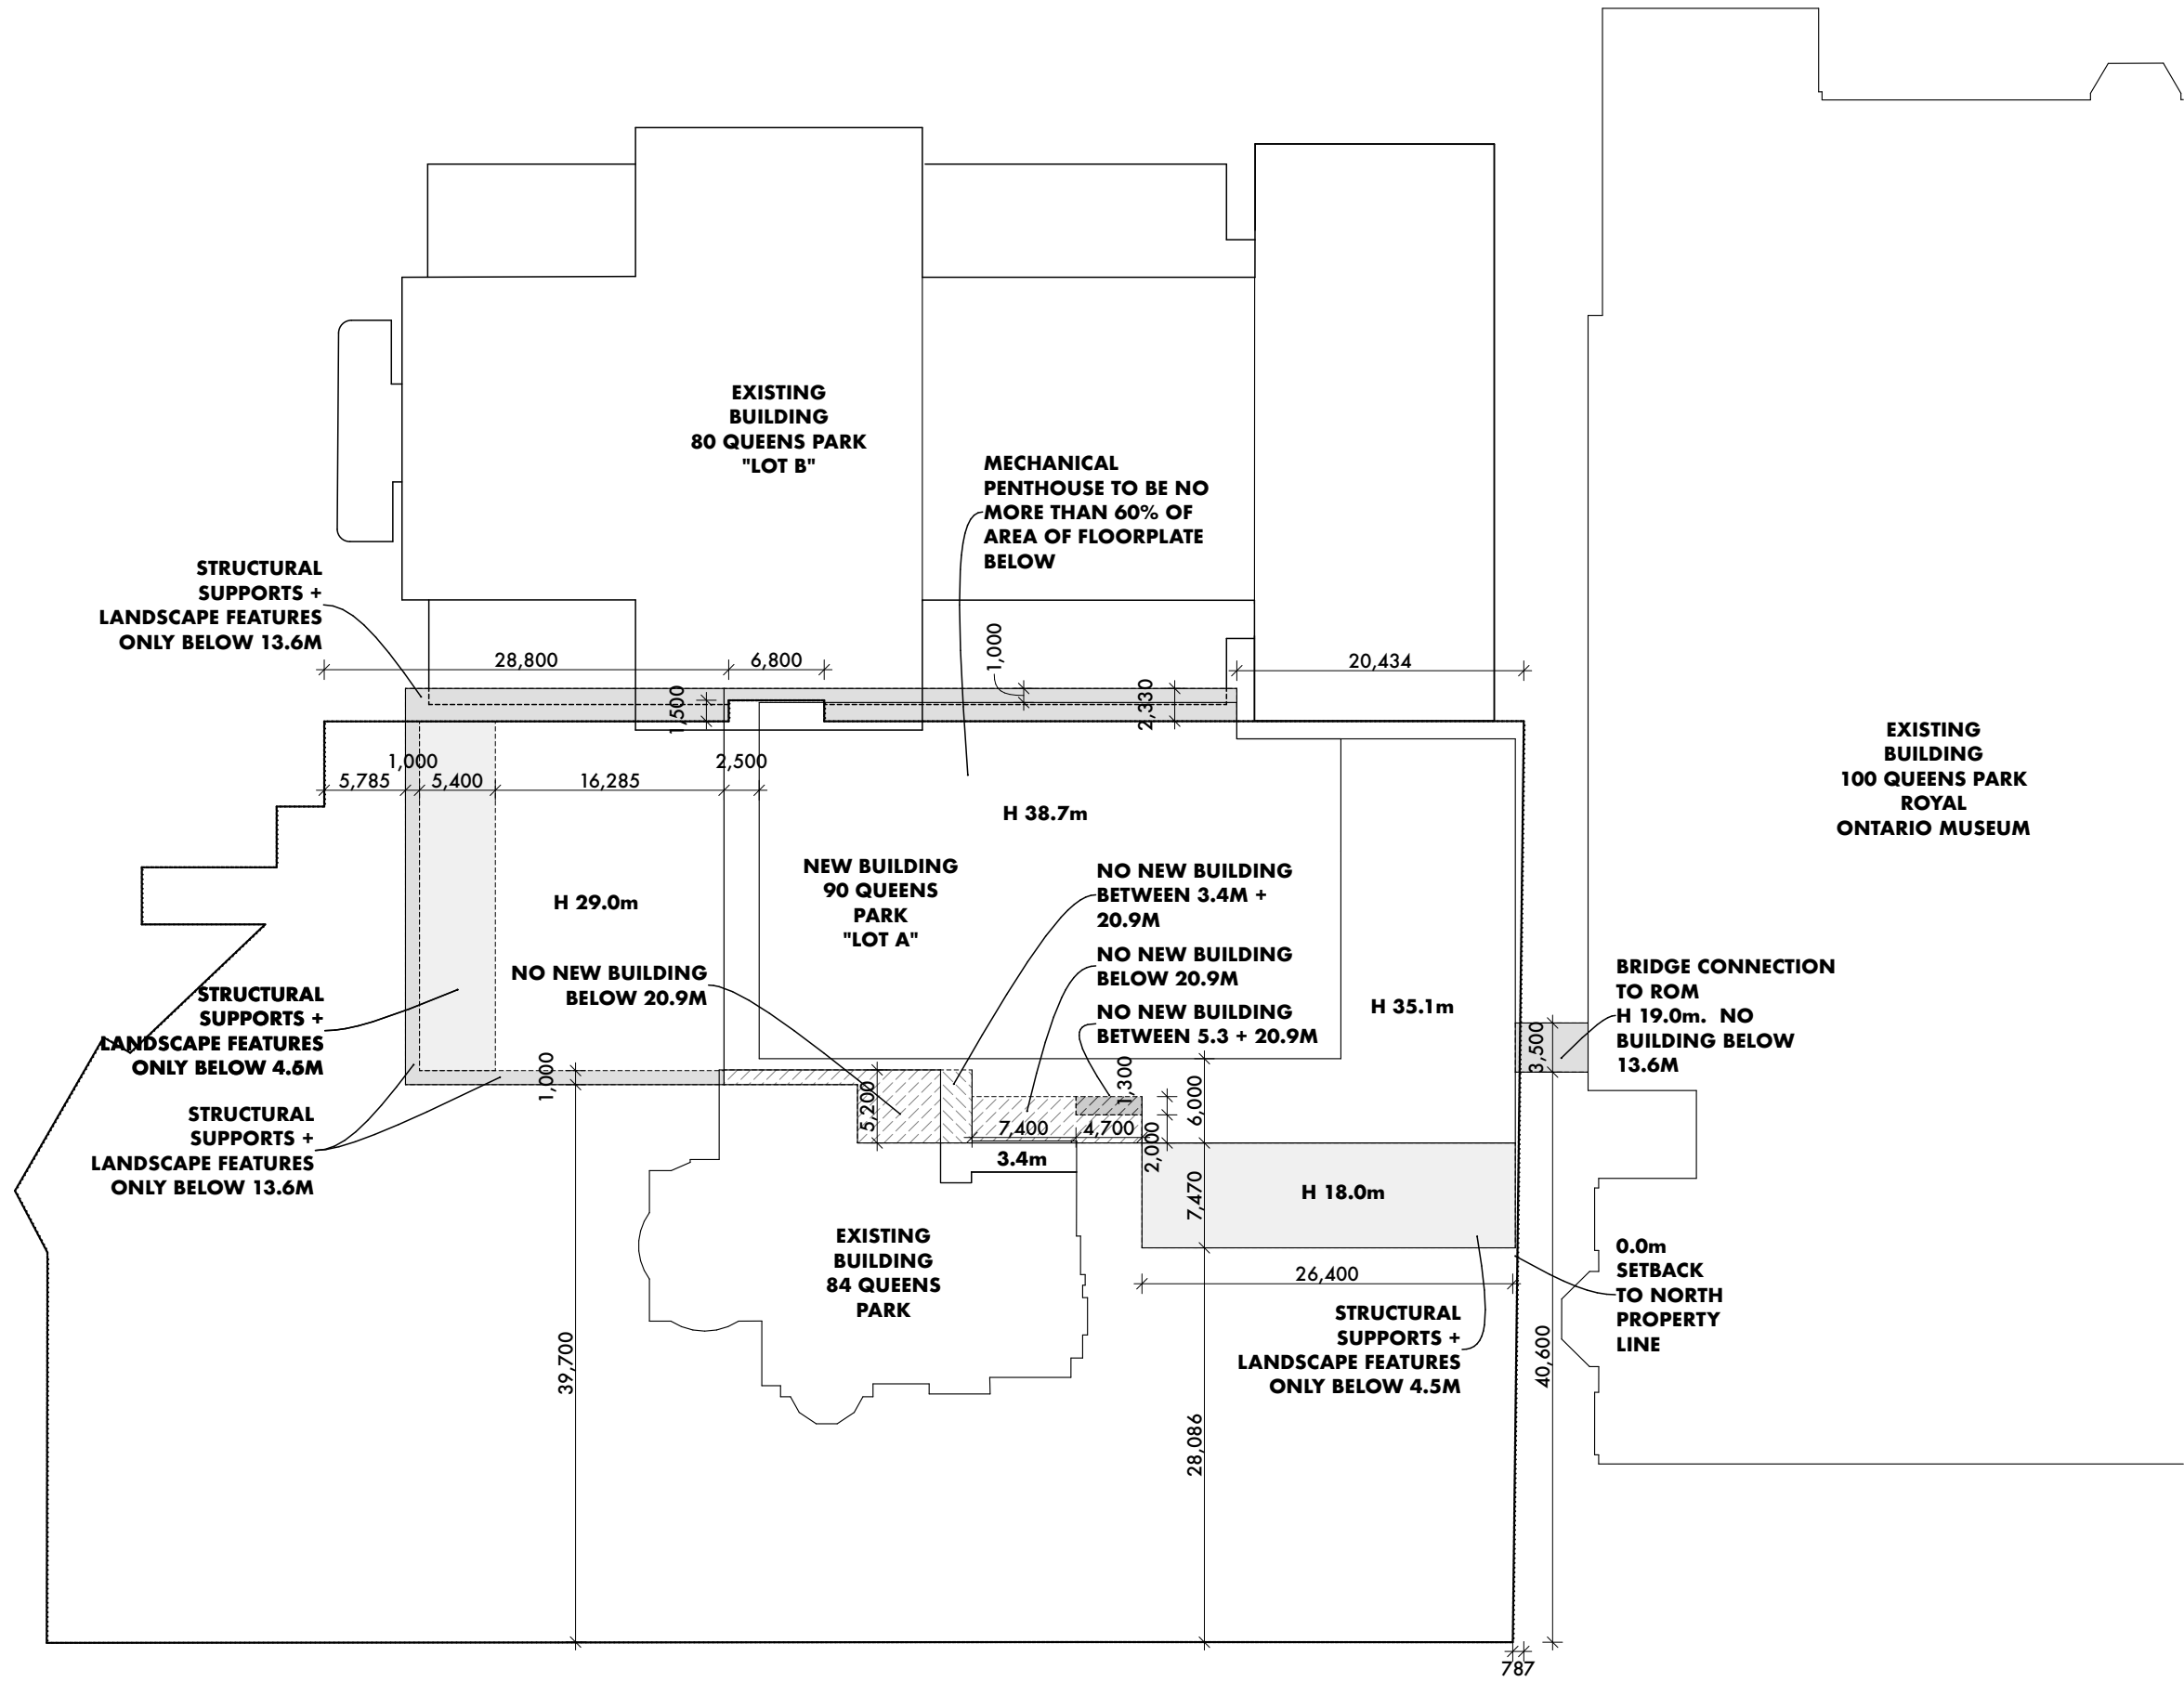 EXISTING
BUILDING
80 QUEENS PARK
"LOT B"
MECHANICAL
PENTHOUSE TO BE NO
MORE THAN 60% OF
AREA OF FLOORPLATE
BELOW
STRUCTURAL
SUPPORTS +
LANDSCAPE FEATURES
ONLY BELOW 13.6M
28,800
6,800
1,000
20,434
1,500
2,330
EXISTING
BUILDING
100 QUEENS PARK
ROYAL
ONTARIO MUSEUM
1,000
2,500
5,785
5,400
16,285
H 38.7m
NEW BUILDING
90 QUEENS
PARK
"LOT A"
NO NEW BUILDING
BETWEEN 3.4M +
20.9M
H 29.0m
NO NEW BUILDING
BELOW 20.9M
NO NEW BUILDING
BELOW 20.9M
NO NEW BUILDING
BETWEEN 5.3 + 20.9M
H 35.1m
BRIDGE CONNECTION
TO ROM
H 19.0m. NO
BUILDING BELOW
13.6M
3,500
STRUCTURAL
SUPPORTS +
LANDSCAPE FEATURES
ONLY BELOW 4.6M
1,000
5,200
1,300
6,000
7,400
4,700
2,000
3.4m
STRUCTURAL
SUPPORTS +
LANDSCAPE FEATURES
ONLY BELOW 13.6M
7,470
H 18.0m
EXISTING
BUILDING
84 QUEENS
PARK
0.0m
SETBACK
TO NORTH
PROPERTY
LINE
26,400
STRUCTURAL
SUPPORTS +
LANDSCAPE FEATURES
ONLY BELOW 4.5M
39,700
40,600
28,086
787